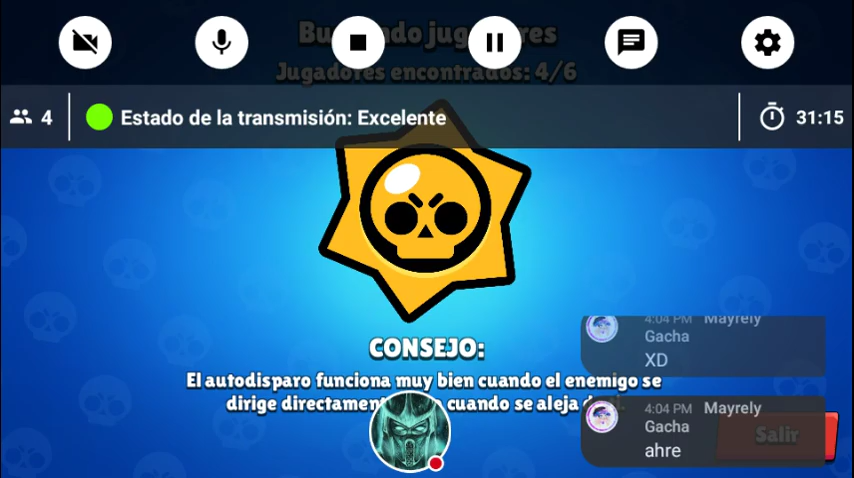 Buscando jugadores
Jugadores encontrados: 4/6
4
Estado de la transmisión: Excelente
31:15
CONSEJO:
El autodisparo funciona muy bien cuando el enemigo se
dirige cuando se aleja
4:04 PM Mayrely
Gacha
XD
4:04 PM Mayrely
Gacha
ahre
Salir